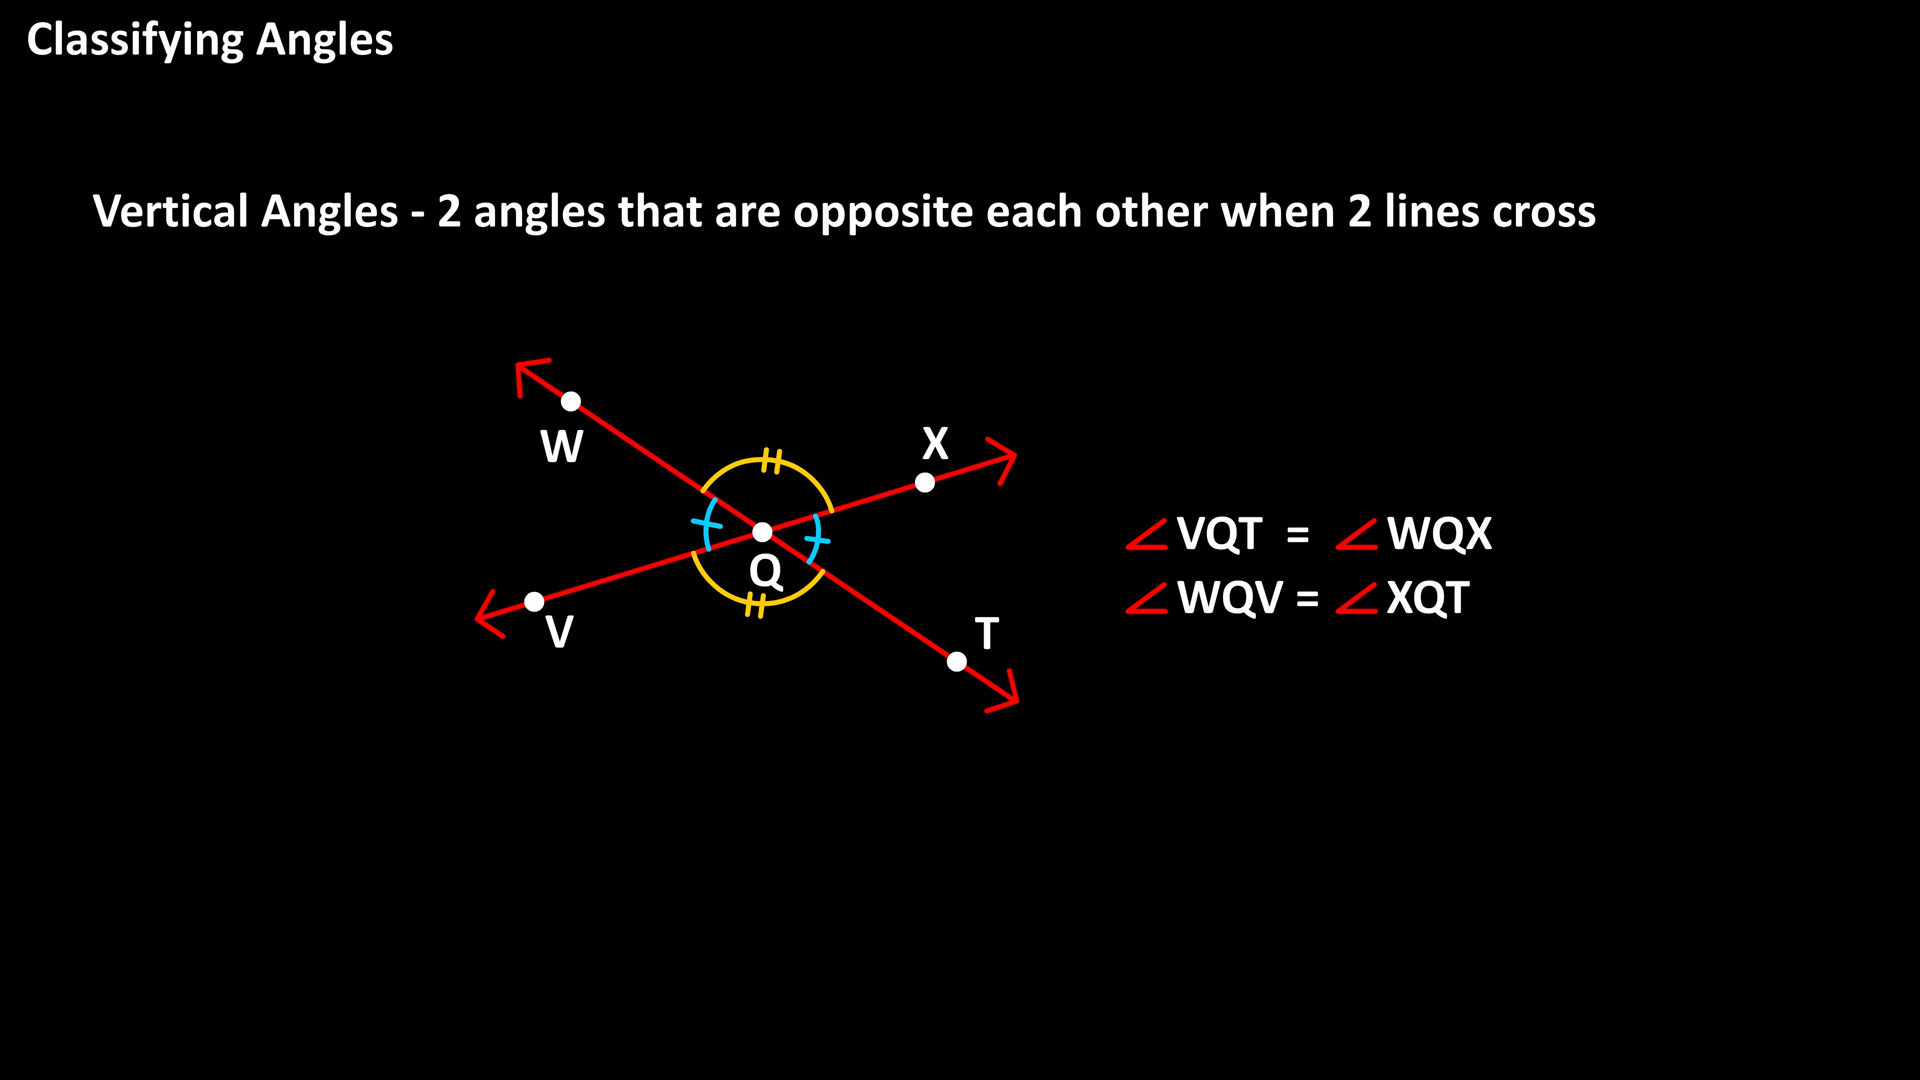 Classifying Angles
Vertical Angles - 2 angles that are opposite each other when 2 lines cross
W
X
Q
V
T
∠VQT = ∠WQX
∠WQV = ∠XQT